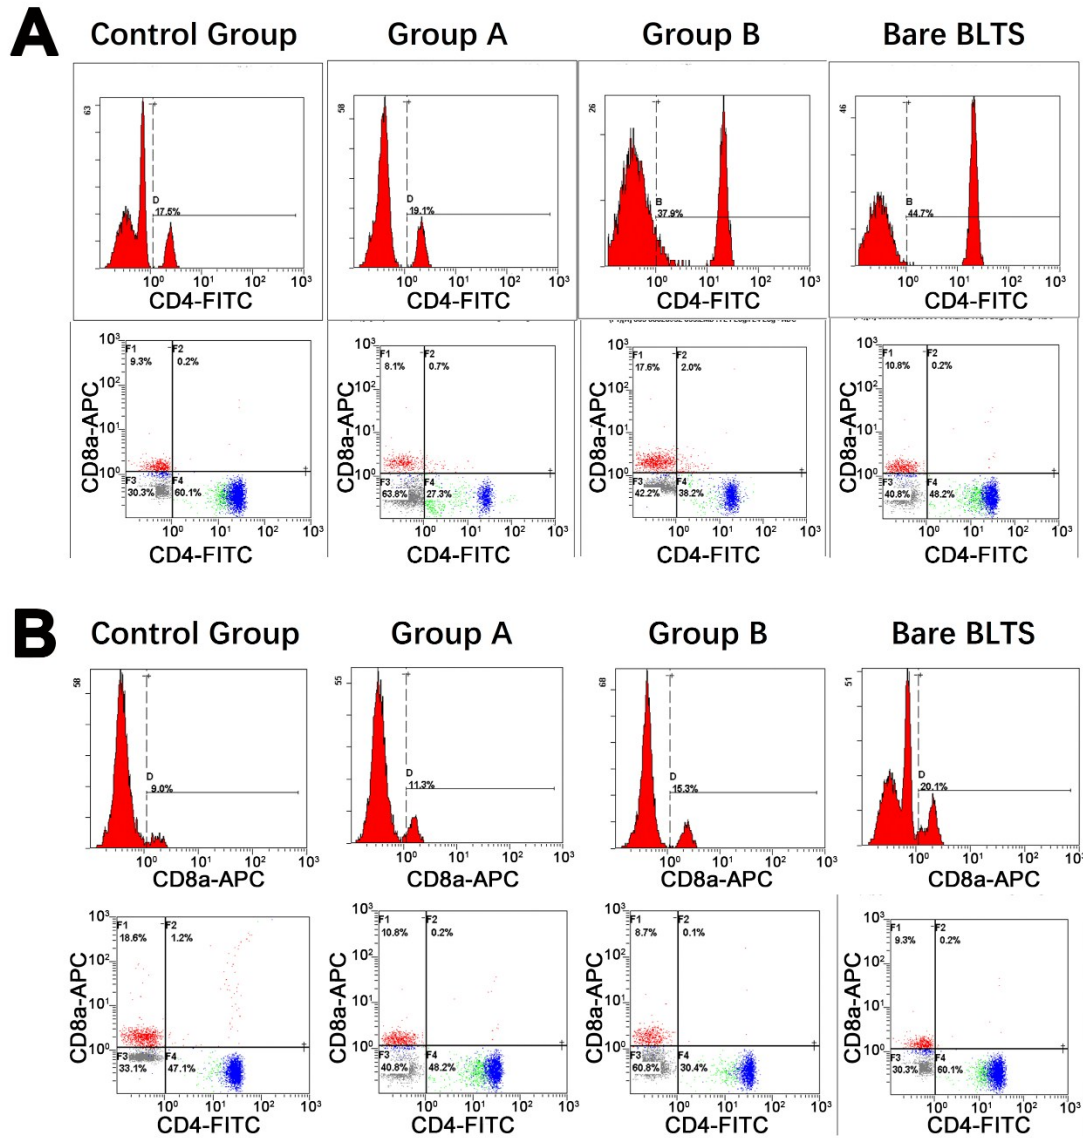 A
Control Group Group A Group B Bare BLTS
63
D
17.5%
10⁰ 10¹ 10² 10³
CD4-FITC
58
D
19.1%
10⁰ 10¹ 10² 10³
CD4-FITC
26
B
37.9%
10⁰ 10¹ 10² 10³
CD4-FITC
46
B
44.7%
10⁰ 10¹ 10² 10³
CD4-FITC
CD8a-APC
10³
10²
10¹
10⁰
F1 F2
9.3% 0.2%
F3 F4
30.3% 60.1%
10⁰ 10¹ 10² 10³
CD4-FITC
CD8a-APC
10³
10²
10¹
10⁰
F1 F2
8.1% 0.7%
F3 F4
63.8% 27.3%
10⁰ 10¹ 10² 10³
CD4-FITC
CD8a-APC
10³
10²
10¹
10⁰
F1 F2
17.6% 2.0%
F3 F4
42.2% 38.2%
10⁰ 10¹ 10² 10³
CD4-FITC
CD8a-APC
10³
10²
10¹
10⁰
F1 F2
10.8% 0.2%
F3 F4
40.8% 48.2%
10⁰ 10¹ 10² 10³
CD4-FITC
B
Control Group Group A Group B Bare BLTS
58
D
9.0%
10⁰ 10¹ 10² 10³
CD8a-APC
55
D
11.3%
10⁰ 10¹ 10² 10³
CD8a-APC
68
D
15.3%
10⁰ 10¹ 10² 10³
CD8a-APC
51
D
20.1%
10⁰ 10¹ 10² 10³
CD8a-APC
CD8a-APC
10³
10²
10¹
10⁰
F1 F2
18.6% 1.2%
F3 F4
33.1% 47.1%
10⁰ 10¹ 10² 10³
CD4-FITC
CD8a-APC
10³
10²
10¹
10⁰
F1 F2
10.8% 0.2%
F3 F4
40.8% 48.2%
10⁰ 10¹ 10² 10³
CD4-FITC
CD8a-APC
10³
10²
10¹
10⁰
F1 F2
8.7% 0.1%
F3 F4
60.8% 30.4%
10⁰ 10¹ 10² 10³
CD4-FITC
CD8a-APC
10³
10²
10¹
10⁰
F1 F2
9.3% 0.2%
F3 F4
30.3% 60.1%
10⁰ 10¹ 10² 10³
CD4-FITC